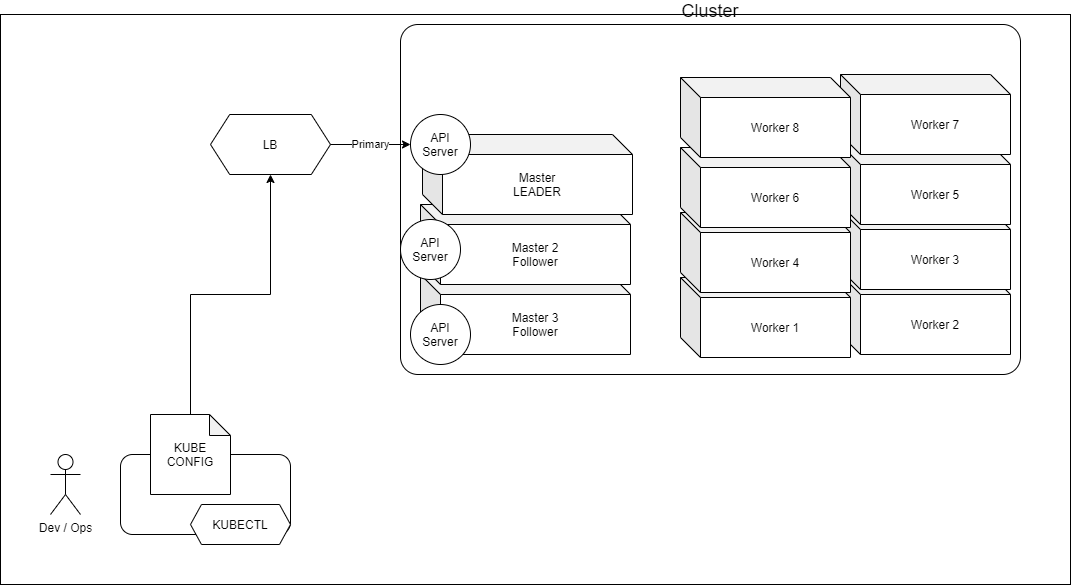 Cluster
LB
Primary
API
Server
Master
LEADER
API
Server
Master 2
Follower
API
Server
Master 3
Follower
Worker 8
Worker 7
Worker 6
Worker 5
Worker 4
Worker 3
Worker 1
Worker 2
KUBE
CONFIG
KUBECTL
Dev / Ops